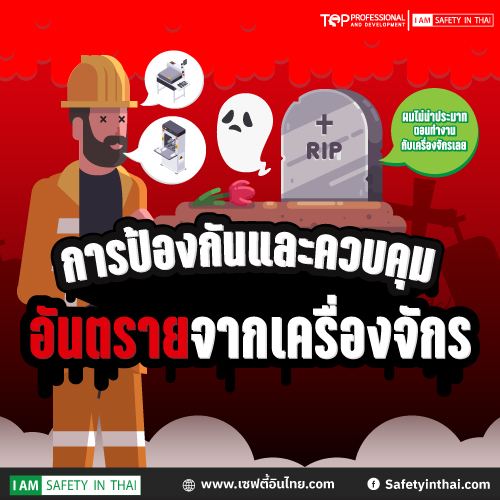 TOP PROFESSIONAL AND DEVELOPMENT
I AM SAFETY IN THAI
ผมไม่น่าประมาท
ตอนทำงาน
กับเครื่องจักรเลย
RIP
การป้องกันและควบคุม
อันตรายจากเครื่องจักร
I AM SAFETY IN THAI
www.เซฟตี้อินไทย.com
Safetyinthai.com